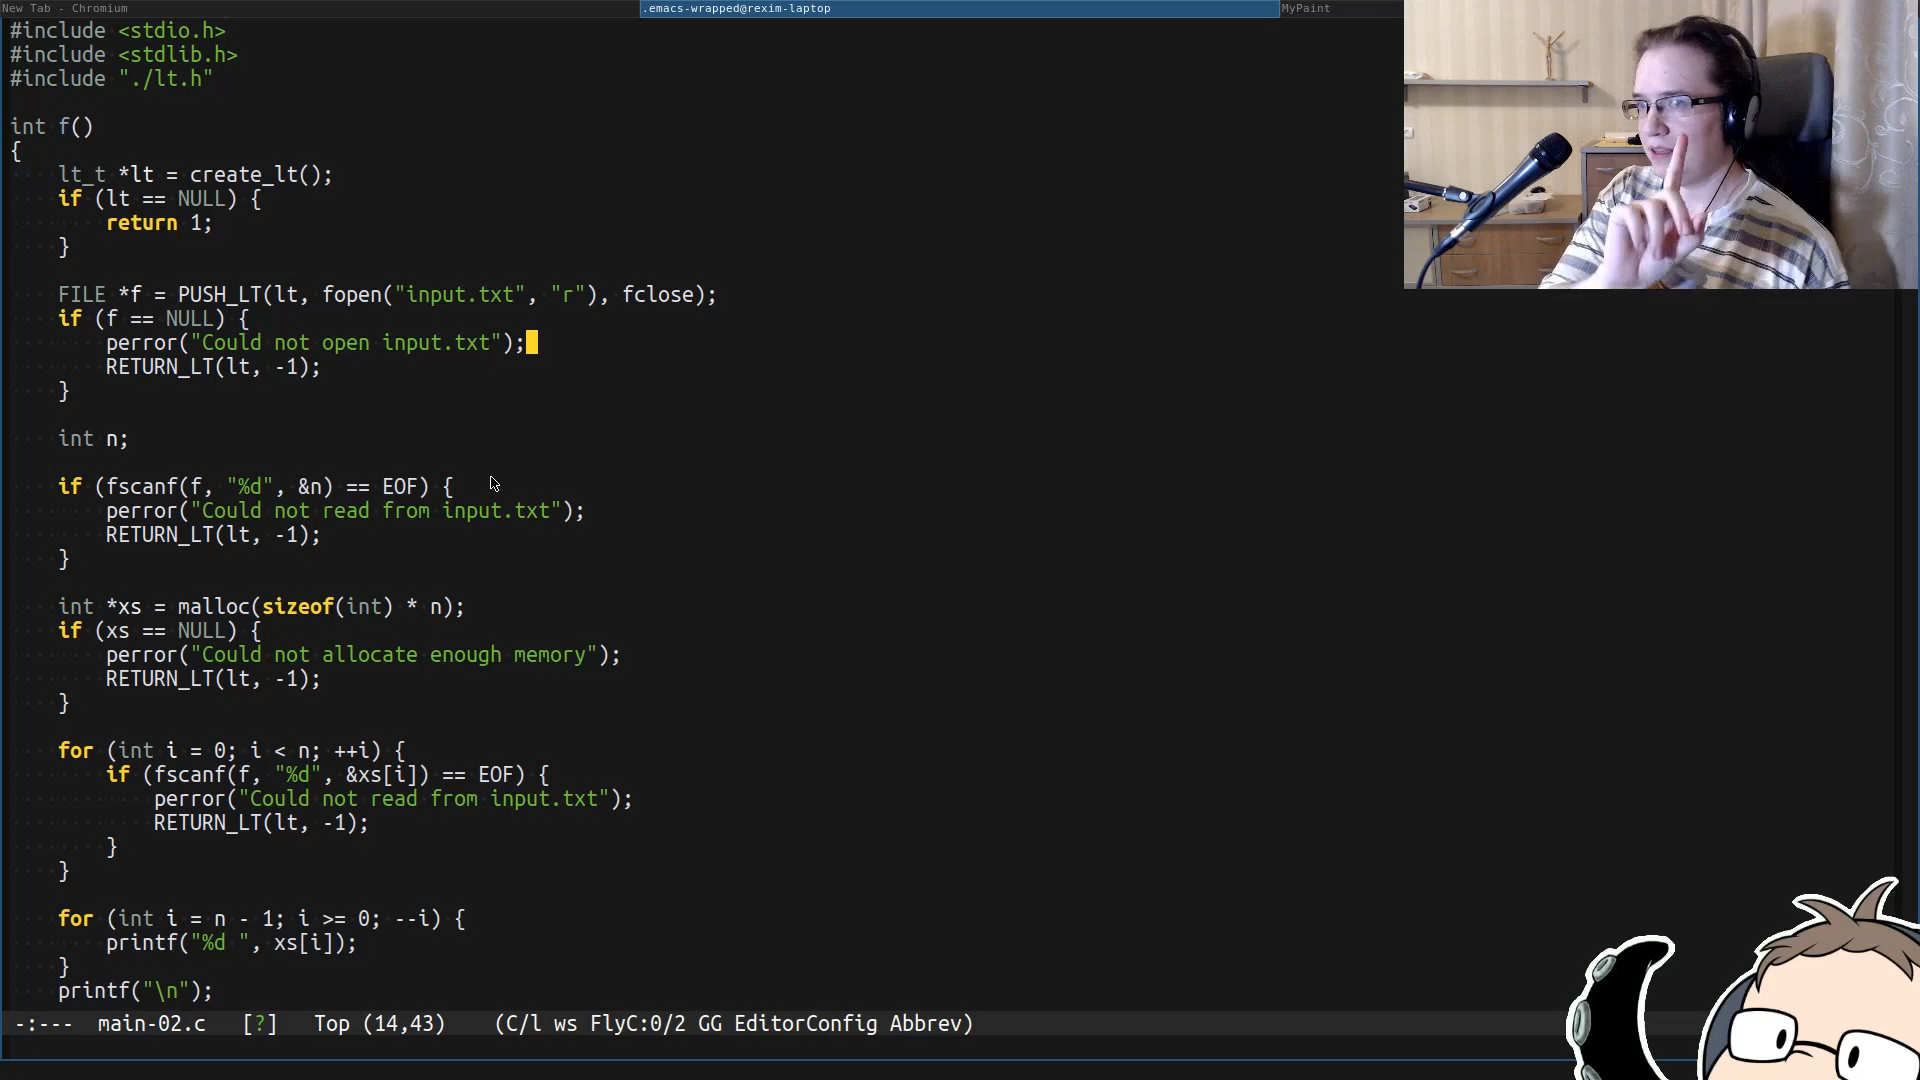 New Tab - Chromium
.emacs-wrapped@rexim-laptop
MyPaint
#include <stdio.h>
#include <stdlib.h>
#include "./lt.h"
int f()
{
lt_t *lt = create_lt();
if (lt == NULL) {
return 1;
}
FILE *f = PUSH_LT(lt, fopen("input.txt", "r"), fclose);
if (f == NULL) {
perror("Could not open input.txt");
RETURN_LT(lt, -1);
}
int n;
if (fscanf(f, "%d", &n) == EOF) {
perror("Could not read from input.txt");
RETURN_LT(lt, -1);
}
int *xs = malloc(sizeof(int) * n);
if (xs == NULL) {
perror("Could not allocate enough memory");
RETURN_LT(lt, -1);
}
for (int i = 0; i < n; ++i) {
if (fscanf(f, "%d", &xs[i]) == EOF) {
perror("Could not read from input.txt");
RETURN_LT(lt, -1);
}
}
for (int i = n - 1; i >= 0; --i) {
printf("%d ", xs[i]);
}
printf("\n");
-:--- main-02.c [?] Top (14,43) (C/l ws FlyC:0/2 GG EditorConfig Abbrev)